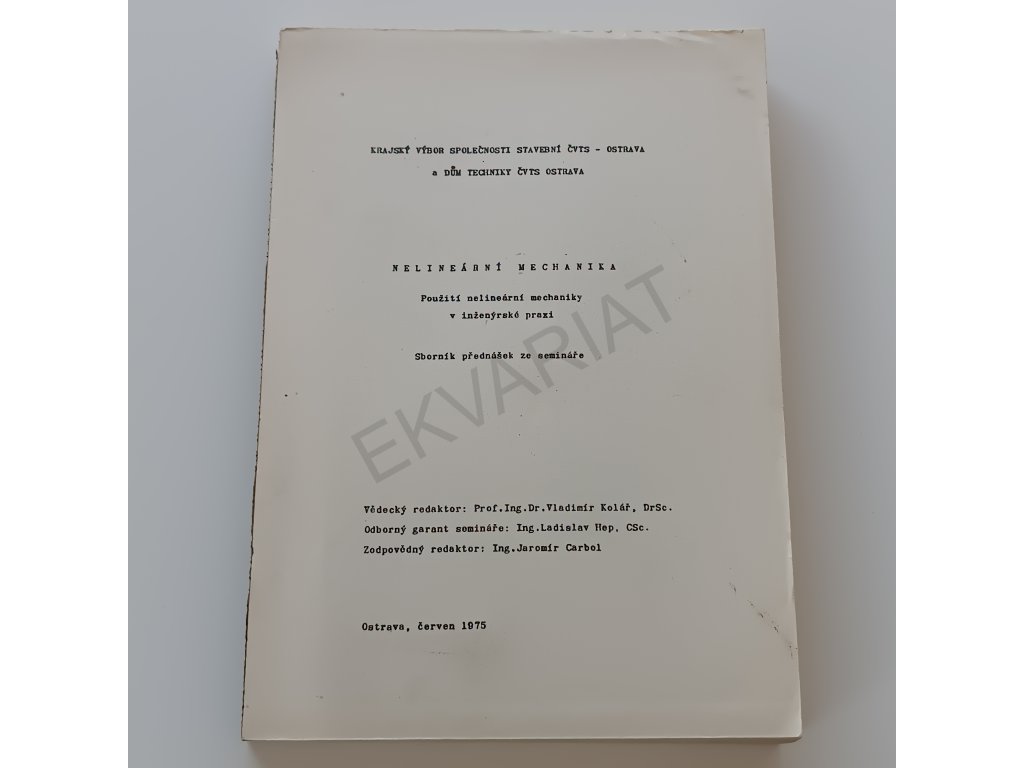 KRAJSKÝ VÝBOR SPOLEČNOSTI STAVEBNÍ ČVTS - OSTRAVA
a DŮM TECHNIKY ČVTS OSTRAVA
NELINEÁRNÍ MECHANIKA
Použití nelineární mechaniky
v inženýrské praxi
Sborník přednášek ze semináře
EKVARIAT
Vědecký redaktor: Prof.Ing.Dr.Vladimír Kolář, DrSc.
Odborný garant semináře: Ing.Ladislav Hep, CSc.
Zodpovědný redaktor: Ing.Jaromír Carbol
Ostrava, červen 1975